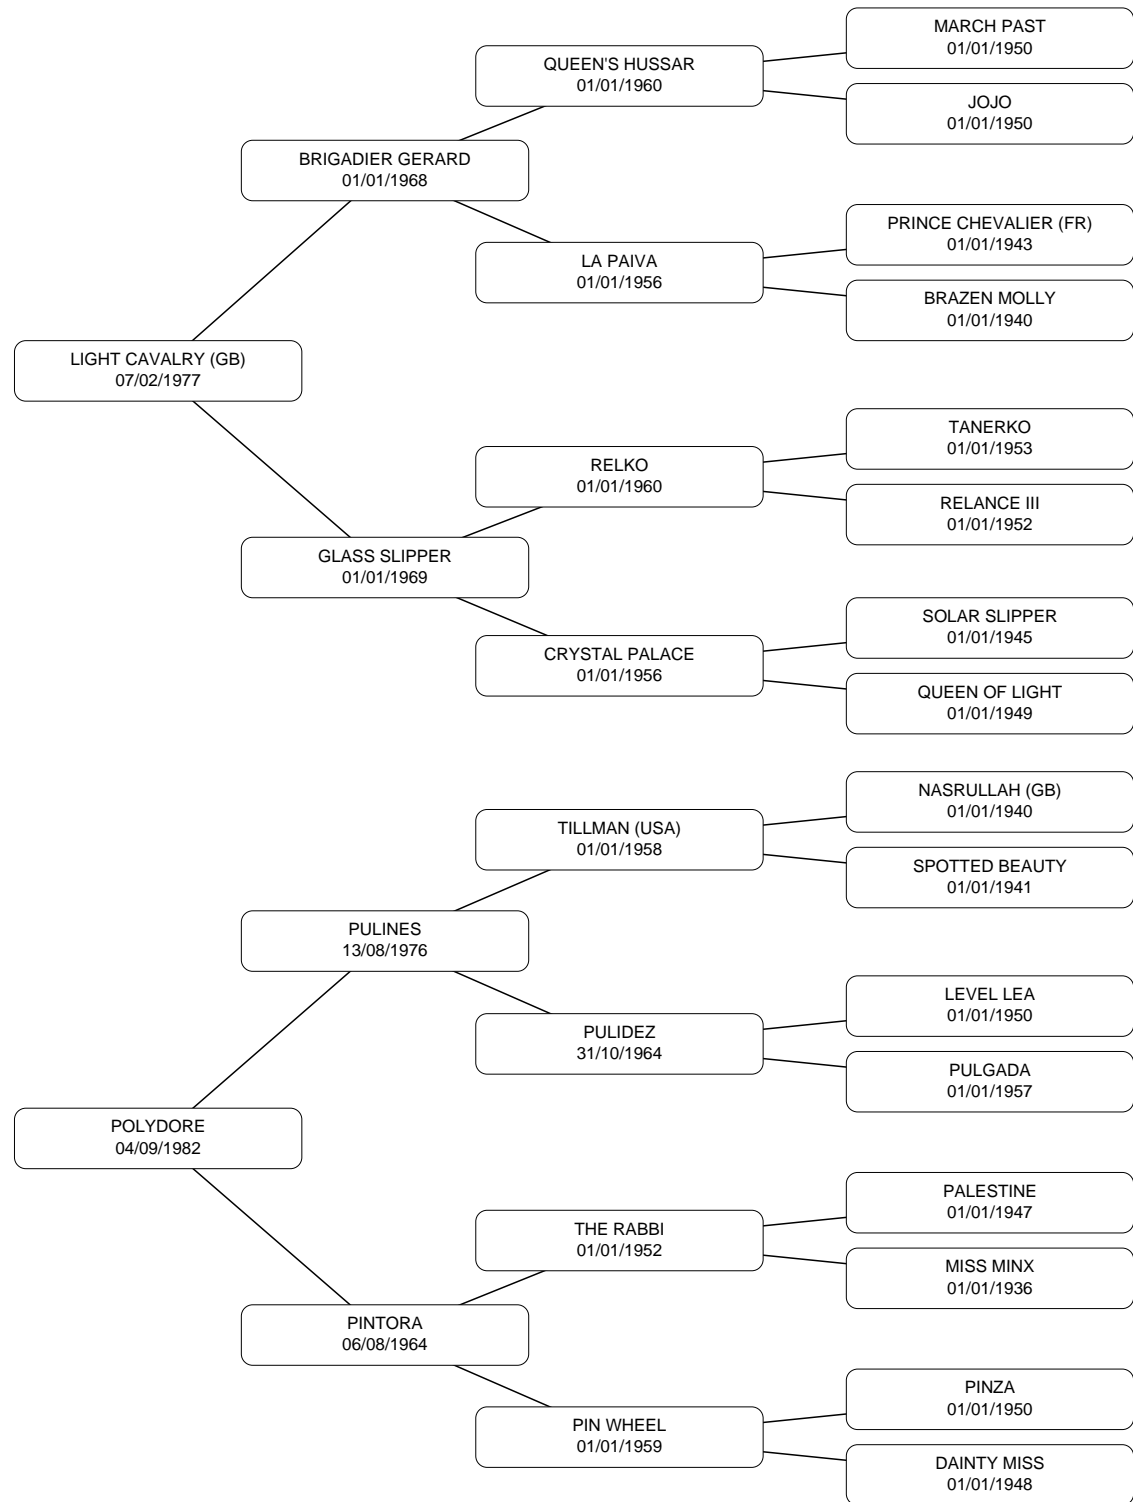 MARCH PAST
01/01/1950
QUEEN'S HUSSAR
01/01/1960
JOJO
01/01/1950
BRIGADIER GERARD
01/01/1968
PRINCE CHEVALIER (FR)
01/01/1943
LA PAIVA
01/01/1956
BRAZEN MOLLY
01/01/1940
LIGHT CAVALRY (GB)
07/02/1977
TANERKO
01/01/1953
RELKO
01/01/1960
RELANCE III
01/01/1952
GLASS SLIPPER
01/01/1969
SOLAR SLIPPER
01/01/1945
CRYSTAL PALACE
01/01/1956
QUEEN OF LIGHT
01/01/1949
NASRULLAH (GB)
01/01/1940
TILLMAN (USA)
01/01/1958
SPOTTED BEAUTY
01/01/1941
PULINES
13/08/1976
LEVEL LEA
01/01/1950
PULIDEZ
31/10/1964
PULGADA
01/01/1957
POLYDORE
04/09/1982
PALESTINE
01/01/1947
THE RABBI
01/01/1952
MISS MINX
01/01/1936
PINTORA
06/08/1964
PINZA
01/01/1950
PIN WHEEL
01/01/1959
DAINTY MISS
01/01/1948